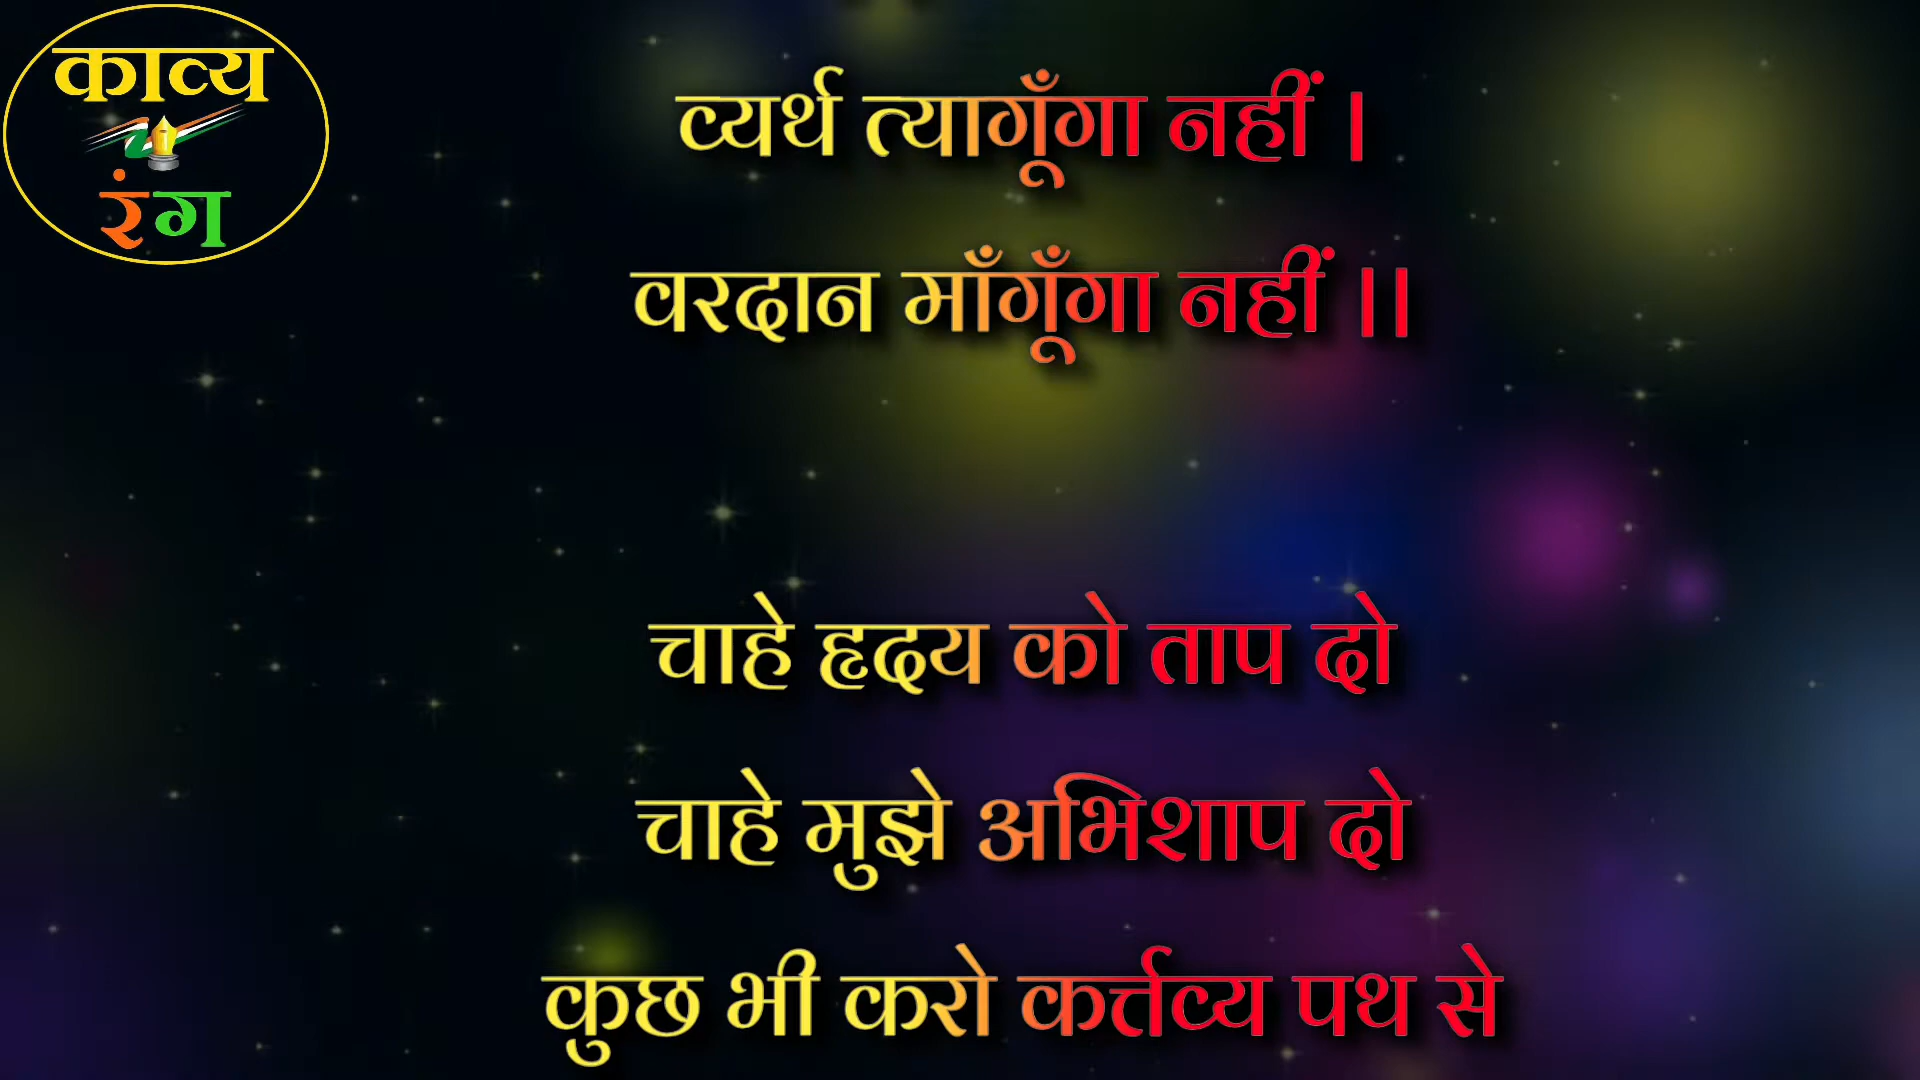 काव्य
रंग
व्यर्थ त्यागूँगा नहीं ।
वरदान माँगूँगा नहीं ।।
चाहे हृदय को ताप दो
चाहे मुझे अभिशाप दो
कुछ भी करो कर्त्तव्य पथ से